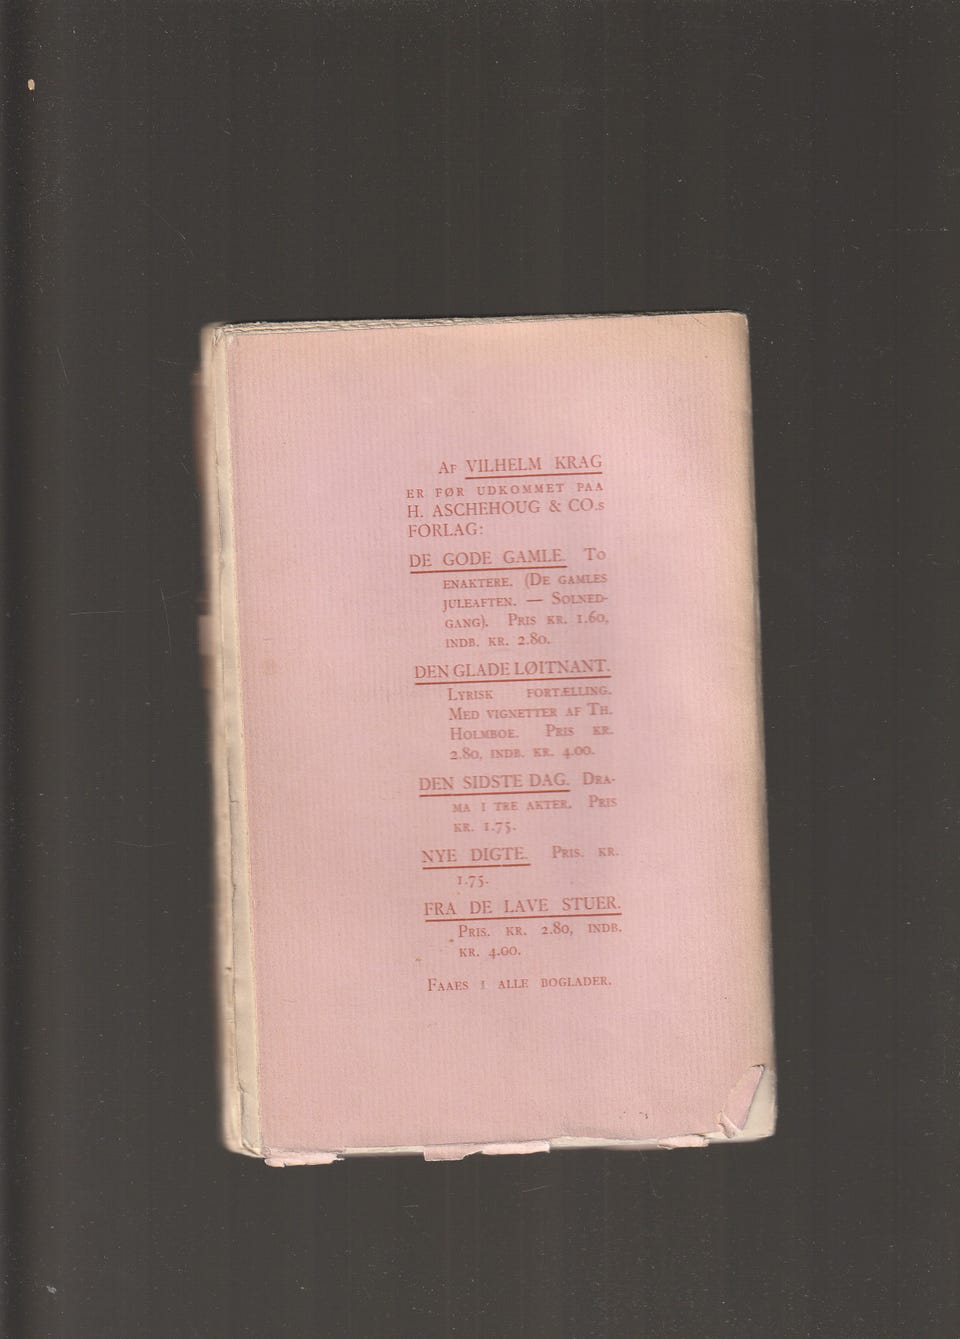 AF VILHELM KRAG
ER FØR UDKOMMET PAA
H. ASCHEHOUG & CO.s
FORLAG:
DE GODE GAMLE. TO
ENAKTERE. (DE GAMLES
JULEAFTEN. — SOLNED-
GANG). PRIS KR. 1.60,
INDB. KR. 2.80.
DEN GLADE LØITNANT.
LYRISK FORTÆLLING.
MED VIGNETTER AF TH.
HOLMBOE. PRIS KR.
2.80, INDB. KR. 4.00.
DEN SIDSTE DAG. DRA-
MA I TRE AKTER. PRIS
KR. 1.75.
NYE DIGTE. PRIS. KR.
1.75.
FRA DE LAVE STUER.
PRIS. KR. 2.80, INDB.
KR. 4.00.
FAAES I ALLE BOGLADER.